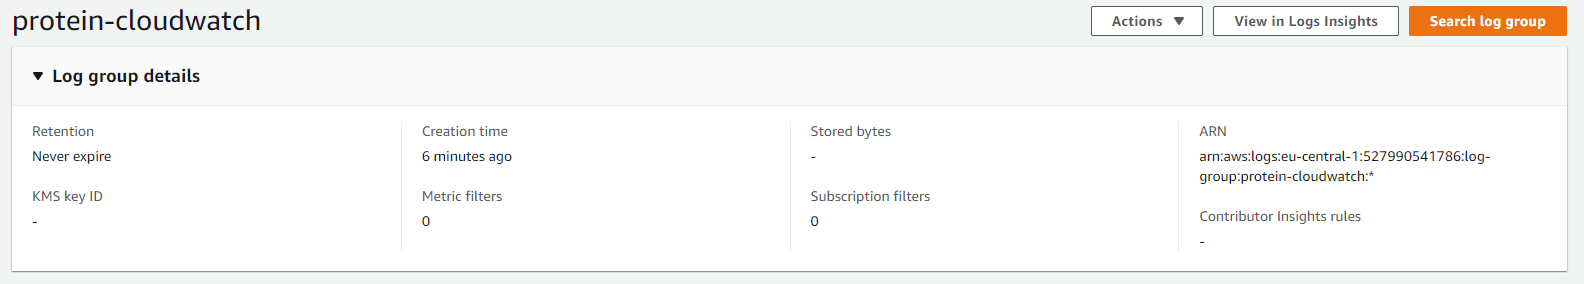 protein-cloudwatch
Actions
View in Logs Insights
Search log group
Log group details
Retention
Never expire
KMS key ID
-
Creation time
6 minutes ago
Metric filters
0
Stored bytes
-
Subscription filters
0
ARN
arn:aws:logs:eu-central-1:527990541786:log-
group:protein-cloudwatch:*
Contributor Insights rules
-